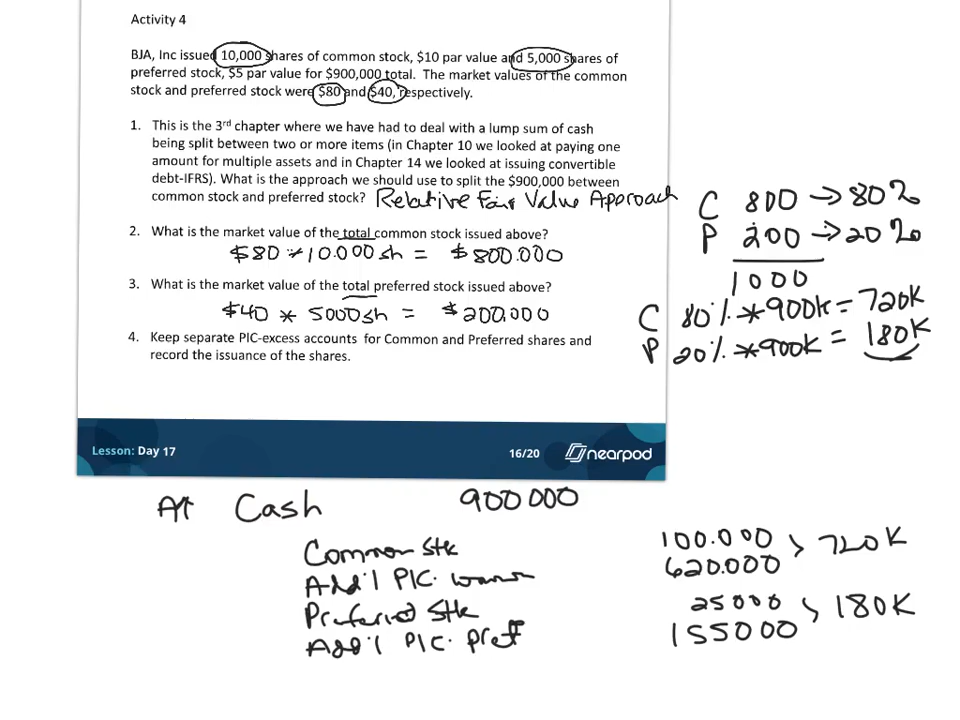 Activity 4
BJA, Inc issued 10,000 shares of common stock, $10 par value and 5,000 shares of
preferred stock, $5 par value for $900,000 total. The market values of the common
stock and preferred stock were $80 and $40, respectively.
1. This is the 3rd chapter where we have had to deal with a lump sum of cash
being split between two or more items (in Chapter 10 we looked at paying one
amount for multiple assets and in Chapter 14 we looked at issuing convertible
debt-IFRS). What is the approach we should use to split the $900,000 between
common stock and preferred stock? Relative Fair Value Approach
C 800 → 80%
P 200 → 20%
1000
C 80% * 900k = 720K
P 20% * 900K = 180K
2. What is the market value of the total common stock issued above?
$80 * 10.000 sh = $800.000
3. What is the market value of the total preferred stock issued above?
$40 * 5000sh = $200.000
4. Keep separate PIC-excess accounts for Common and Preferred shares and
record the issuance of the shares.
Lesson: Day 17 16/20 nearpod
Cash 900 000
Common Stk 100.000 > 720K
Add'l PIC. 620.000
Preferred Stk 25000 > 180K
Add'l PIC. Pref 155000